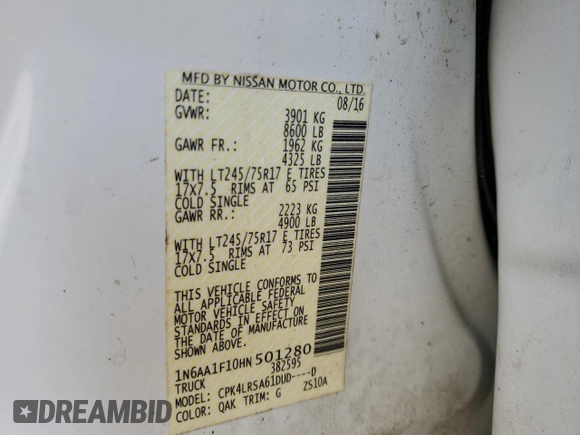 MFD BY NISSAN MOTOR CO., LTD.
DATE: 08/16
GVWR: 3901 KG
8600 LB
GAWR FR.: 1962 KG
4325 LB
WITH LT245/75R17 E TIRES
17X7.5 RIMS AT 65 PSI
COLD SINGLE
GAWR RR.: 2223 KG
4900 LB
WITH LT245/75R17 E TIRES
17X7.5 RIMS AT 73 PSI
COLD SINGLE
THIS VEHICLE CONFORMS TO
ALL APPLICABLE FEDERAL
MOTOR VEHICLE SAFETY
STANDARDS IN EFFECT ON
THE DATE OF MANUFACTURE
SHOWN ABOVE.
1N6AA1F10HN501280
TRUCK 382595
MODEL: CPK4LRSA61DUD----D
COLOR: QAK TRIM: G ZS10A
AUTOHELPERBOT.COM